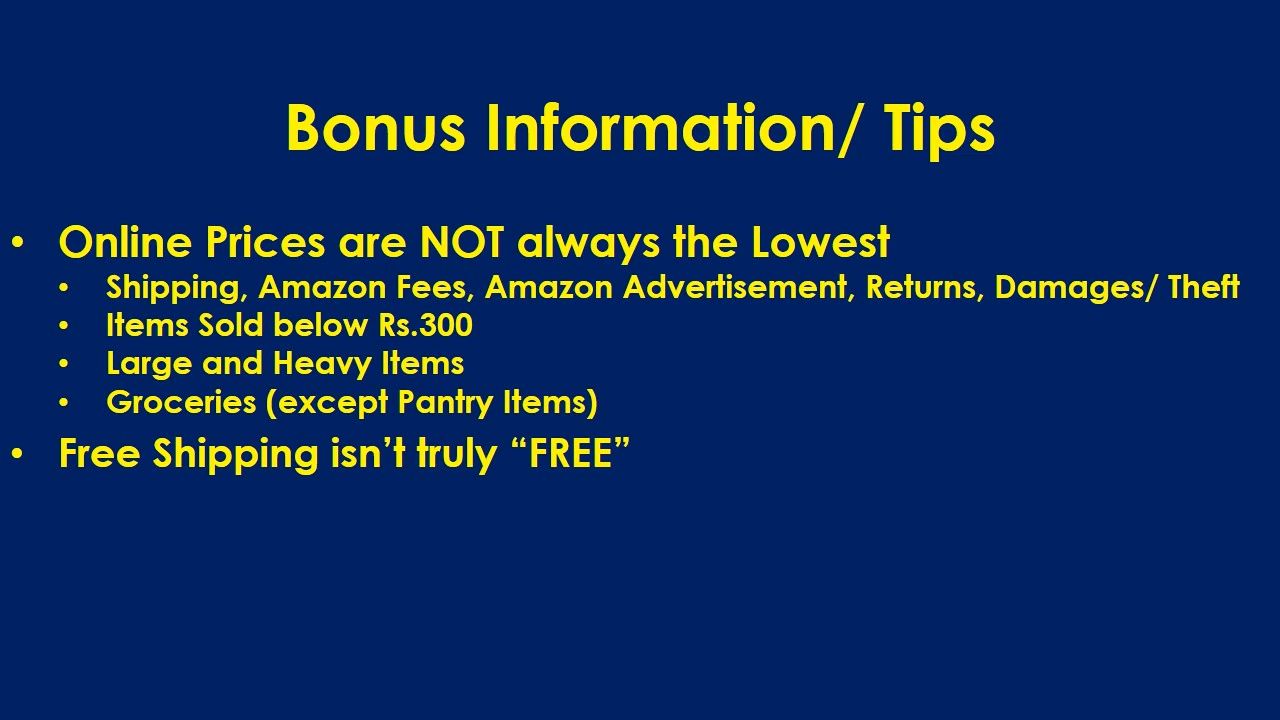 Bonus Information/ Tips
• Online Prices are NOT always the Lowest
• Shipping, Amazon Fees, Amazon Advertisement, Returns, Damages/ Theft
• Items Sold below Rs.300
• Large and Heavy Items
• Groceries (except Pantry Items)
• Free Shipping isn’t truly “FREE”